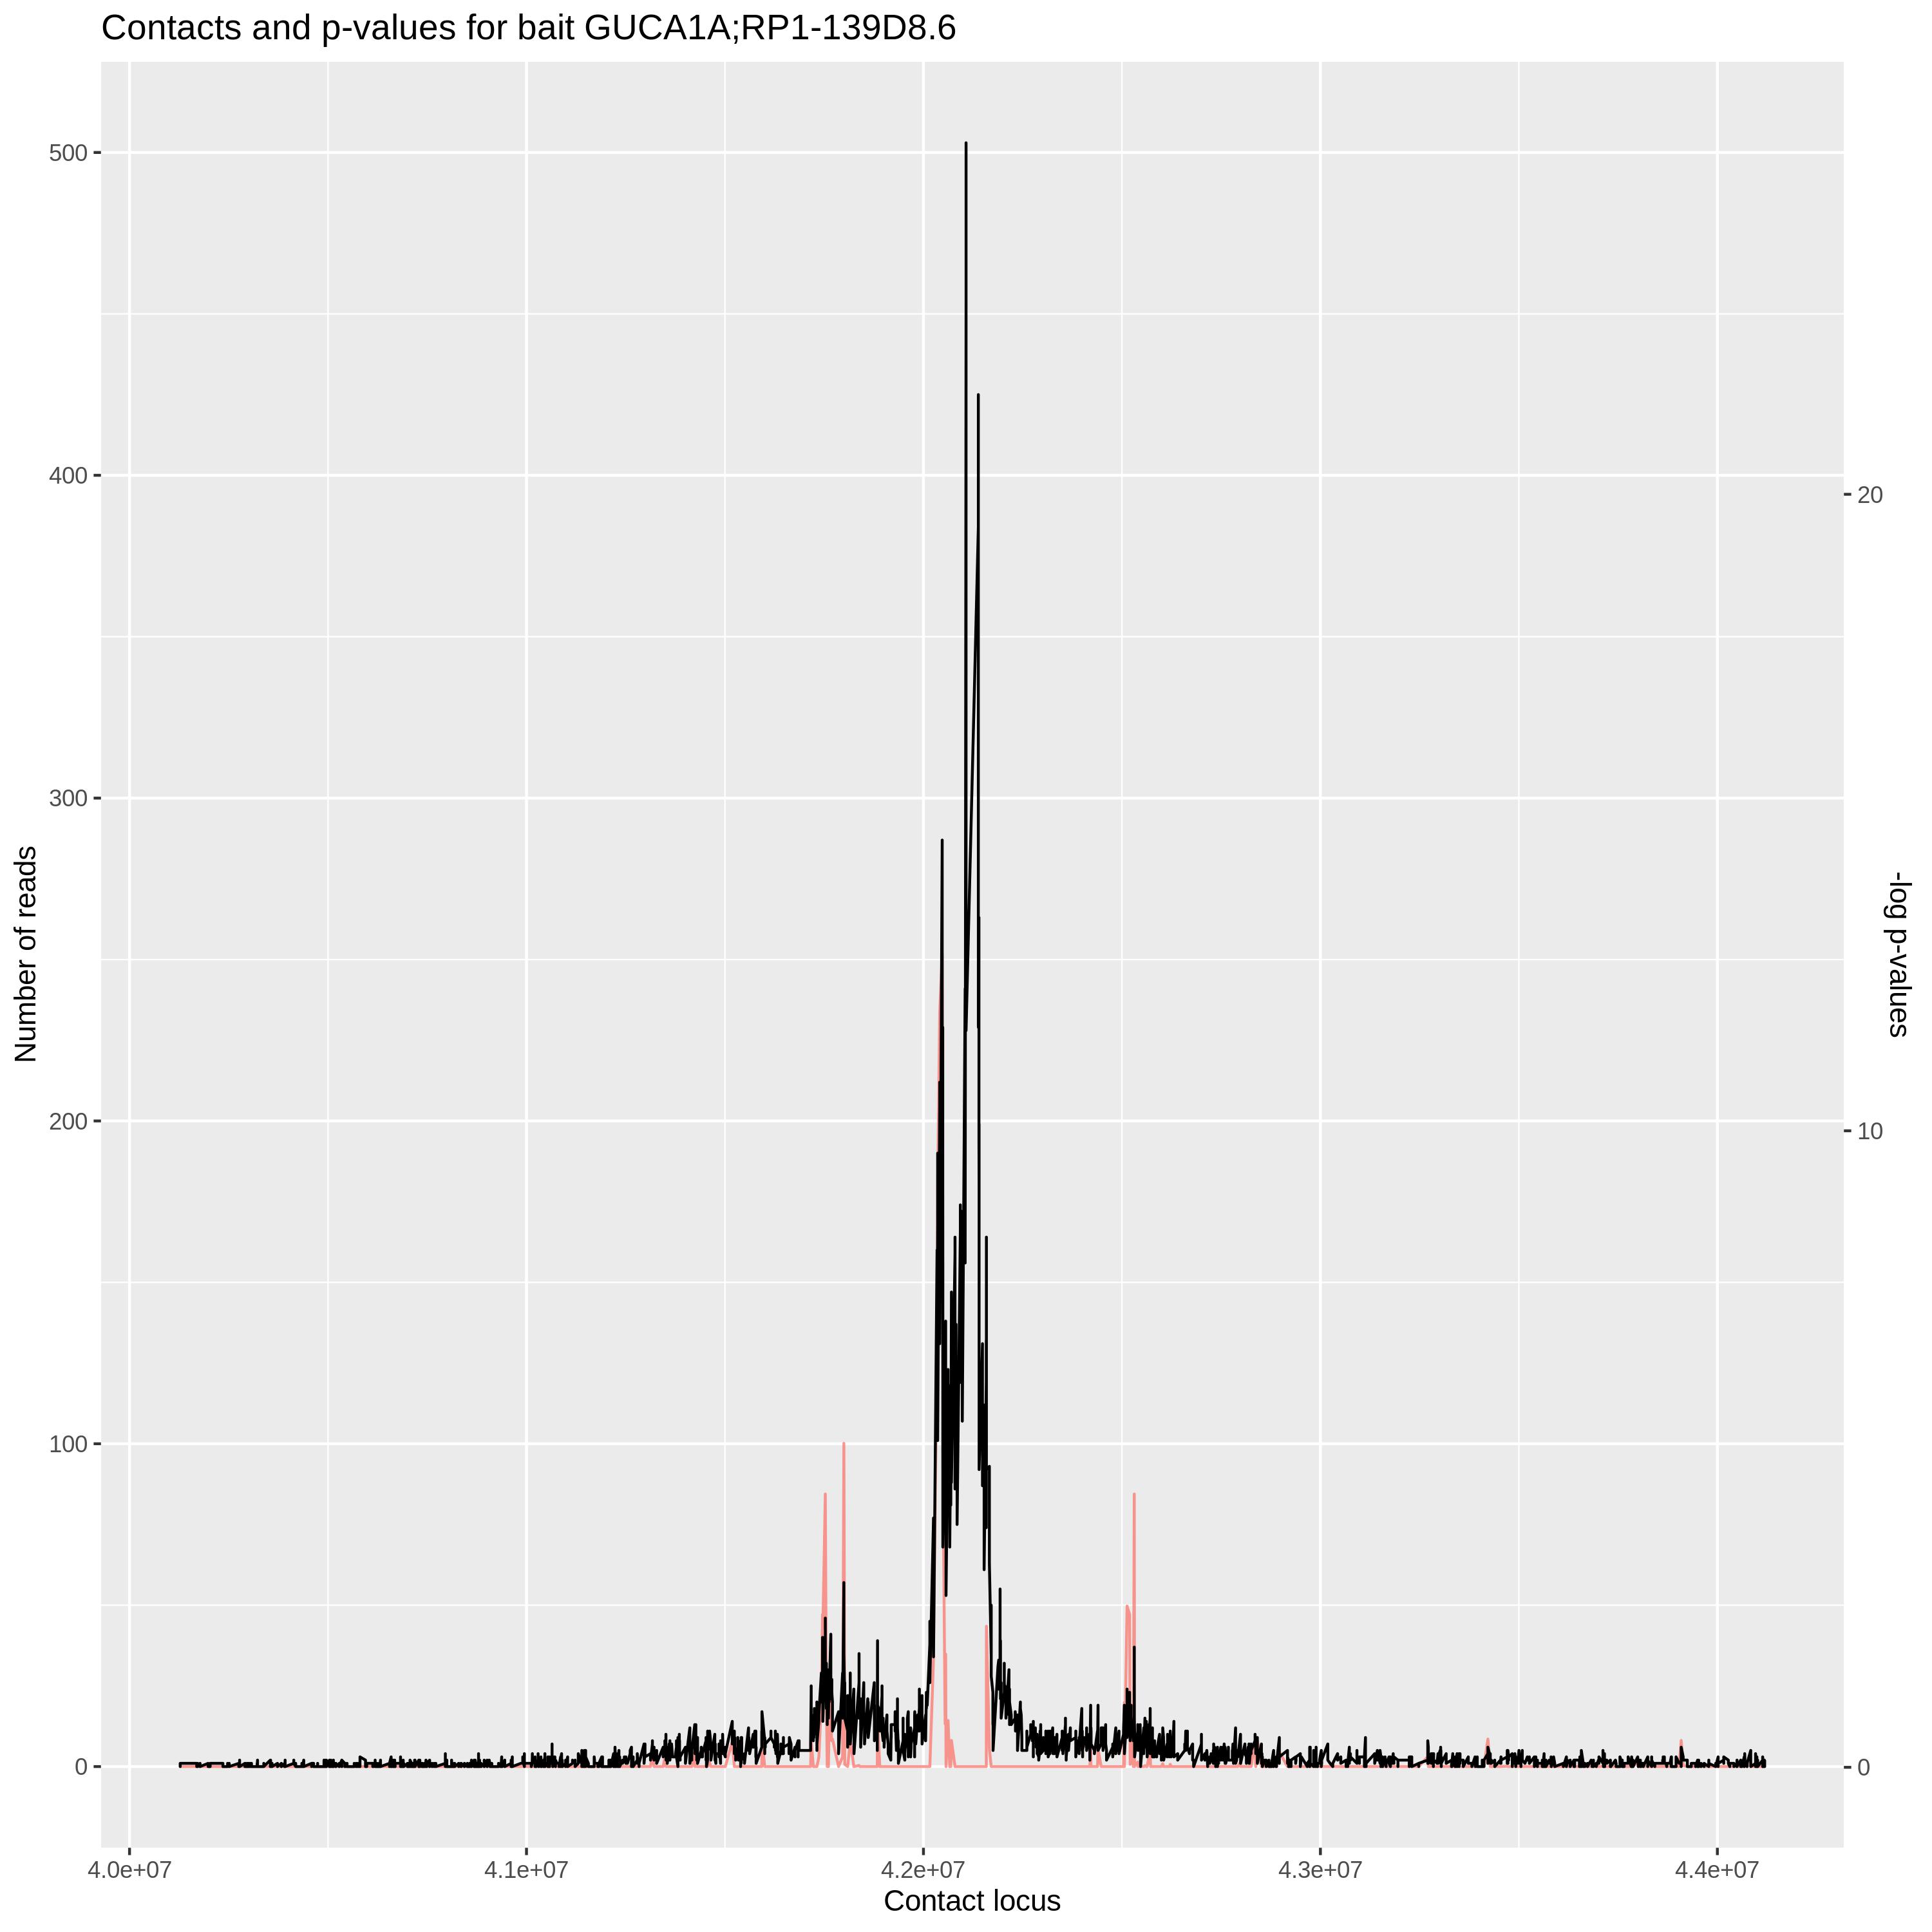 Contacts and p-values for bait GUCA1A;RP1-139D8.6
500
400
300
200
100
0
Number of reads
20
10
0
-log p-values
4.0e+07
4.1e+07
4.2e+07
4.3e+07
4.4e+07
Contact locus